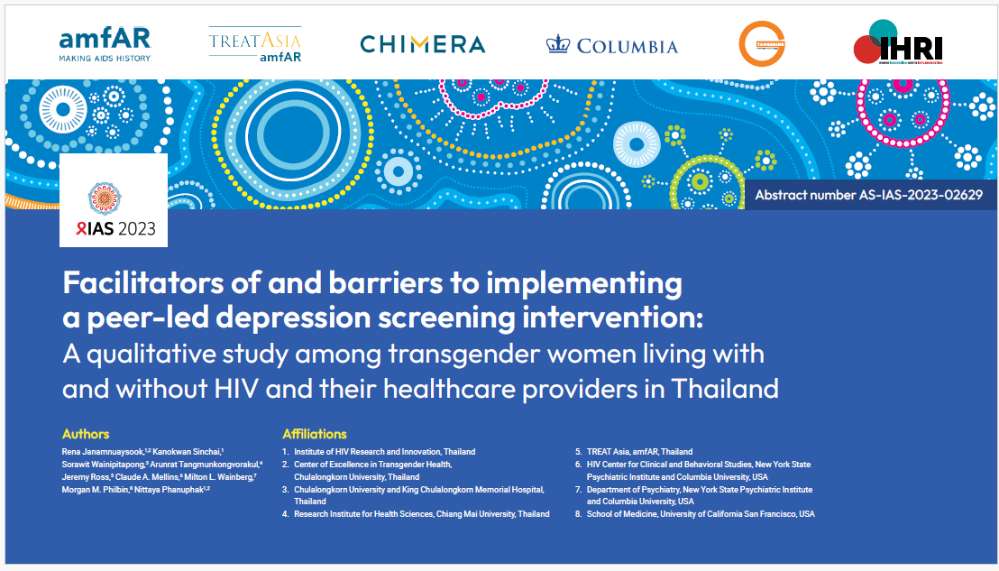 amfAR
MAKING AIDS HISTORY
TREATASIA
amfAR
CHIMERA
COLUMBIA
TANGERINE
IHRI
Abstract number AS-IAS-2023-02629
IAS 2023
Facilitators of and barriers to implementing
a peer-led depression screening intervention:
A qualitative study among transgender women living with
and without HIV and their healthcare providers in Thailand
Authors
Rena Janamnuaysook,¹,² Kanokwan Sinchai,¹
Sorawit Wainipitapong,³ Arunrat Tangmunkongvorakul,⁴
Jeremy Ross,⁵ Claude A. Mellins,⁶ Milton L. Wainberg,⁷
Morgan M. Philbin,⁸ Nittaya Phanuphak¹,²
Affiliations
1. Institute of HIV Research and Innovation, Thailand
2. Center of Excellence in Transgender Health,
Chulalongkorn University, Thailand
3. Chulalongkorn University and King Chulalongkorn Memorial Hospital,
Thailand
4. Research Institute for Health Sciences, Chiang Mai University, Thailand
5. TREAT Asia, amfAR, Thailand
6. HIV Center for Clinical and Behavioral Studies, New York State
Psychiatric Institute and Columbia University, USA
7. Department of Psychiatry, New York State Psychiatric Institute
and Columbia University, USA
8. School of Medicine, University of California San Francisco, USA